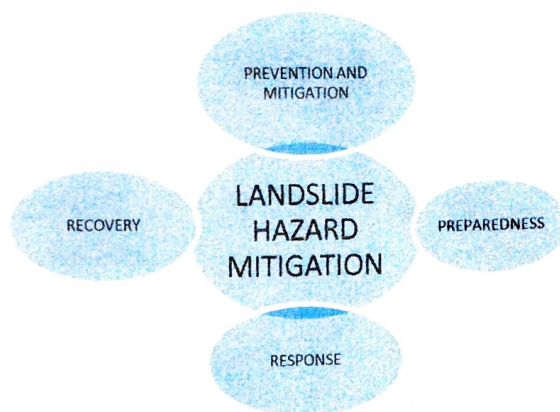 PREVENTION AND
MITIGATION
LANDSLIDE
HAZARD
MITIGATION
RECOVERY
PREPAREDNESS
RESPONSE